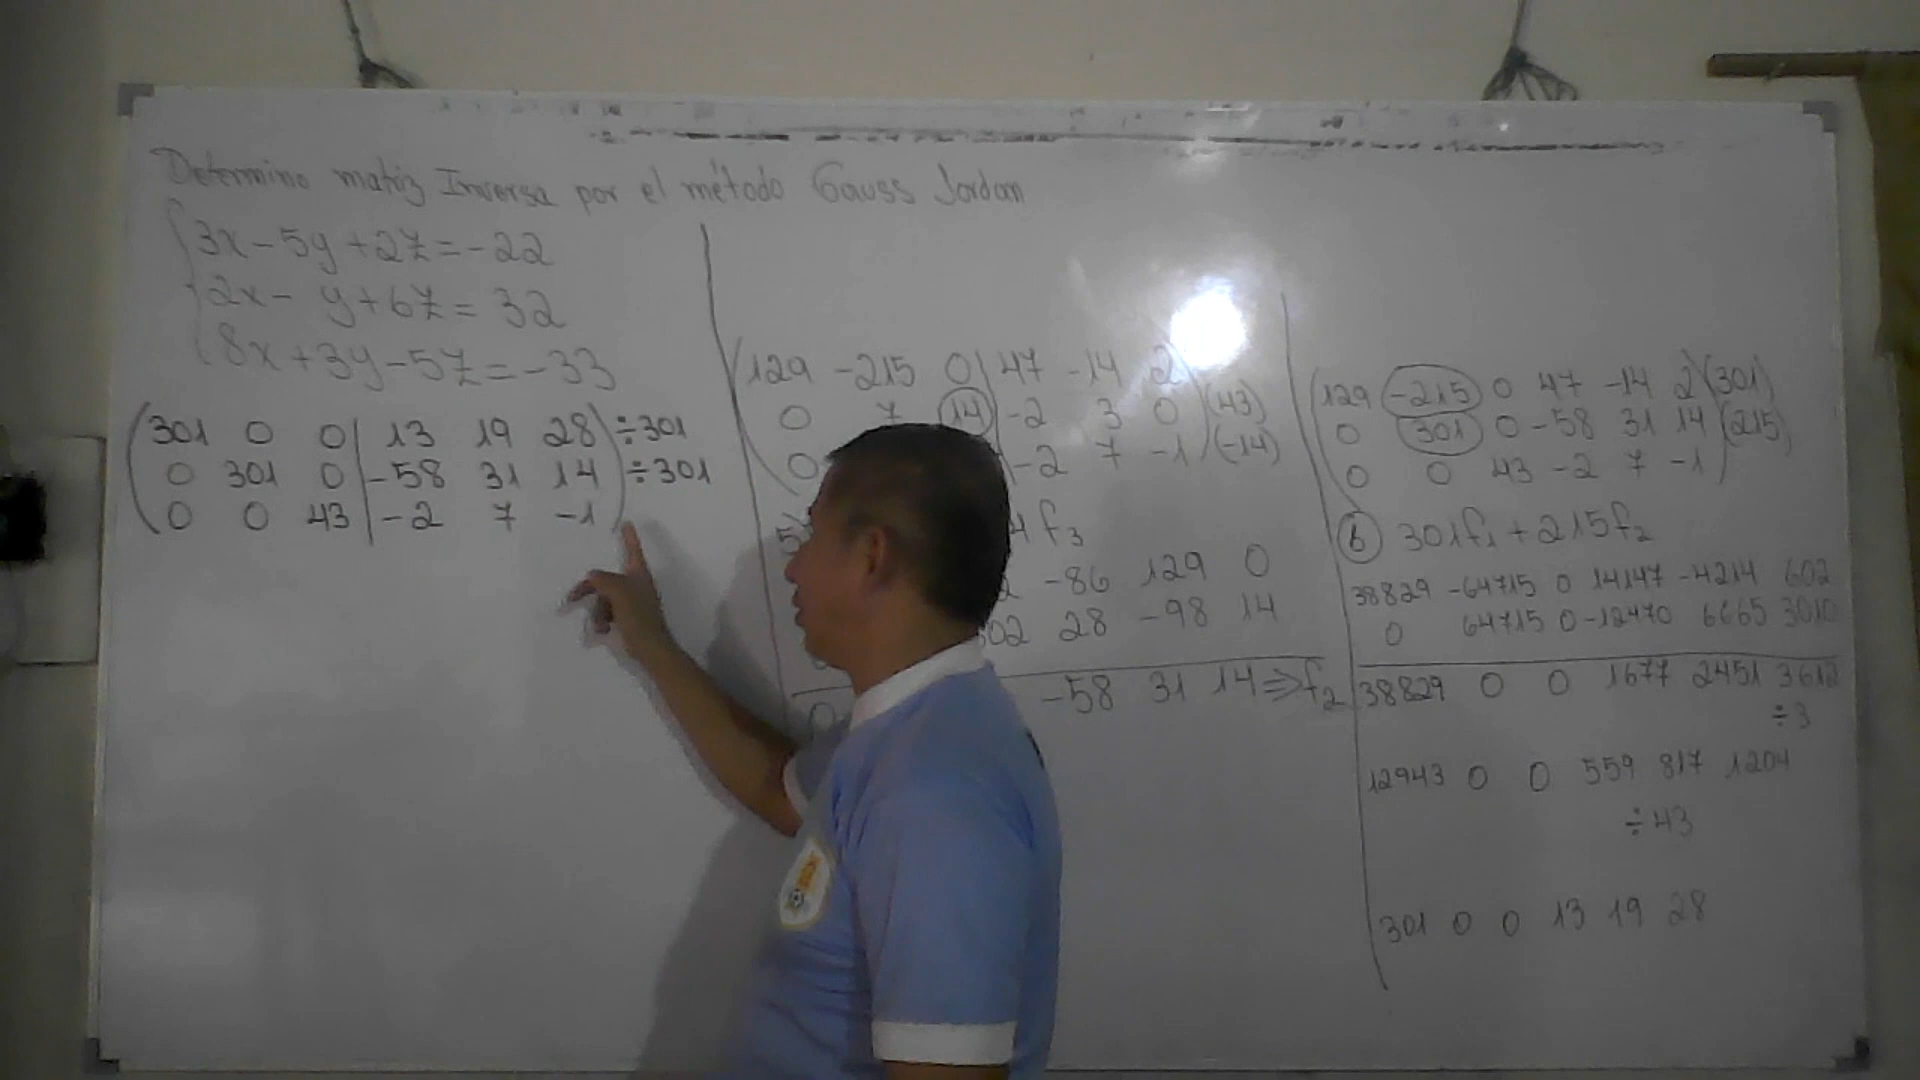 Determino matriz Inversa por el método Gauss Jordan
3x - 5y + 2z = -22
2x - y + 6z = 32
8x + 3y - 5z = -33
301 0 0 | 13 19 28 ÷301
0 301 0 | -58 31 14 ÷301
0 0 43 | -2 7 -1
129 -215 0 | 47 -14 2
0 7 14 | -2 3 0 (43)
0 -2 7 -1 (-14)
f3
-86 129 0
28 -98 14
0 -58 31 14 ⇒ f2
129 -215 0 47 -14 2 (301)
0 301 0 -58 31 14 (215)
0 0 43 -2 7 -1
6 301f1 + 215f2
38829 -64715 0 14147 -4214 602
0 64715 0 -12470 6665 3010
38829 0 0 1677 2451 3612
÷3
12943 0 0 559 817 1204
÷43
301 0 0 13 19 28